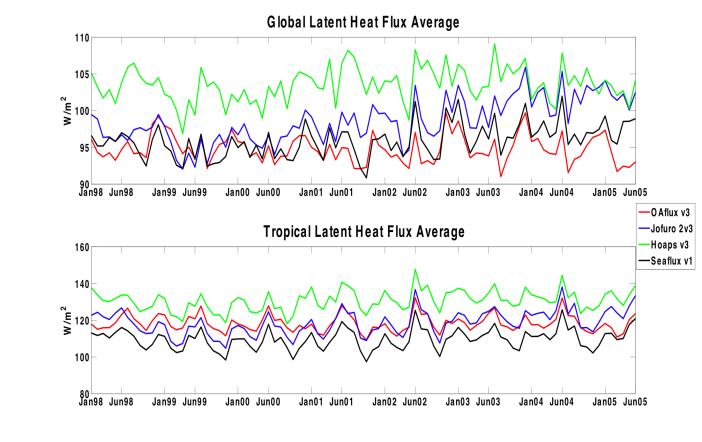 Global Latent Heat Flux Average
110
105
100
95
90
W/m²
Jan98 Jun98 Jan99 Jun99 Jan00 Jun00 Jan01 Jun01 Jan02 Jun02 Jan03 Jun03 Jan04 Jun04 Jan05 Jun05
OAflux v3
Jofuro 2v3
Hoaps v3
Seaflux v1
Tropical Latent Heat Flux Average
160
140
120
100
80
W/m²
Jan98 Jun98 Jan99 Jun99 Jan00 Jun00 Jan01 Jun01 Jan02 Jun02 Jan03 Jun03 Jan04 Jun04 Jan05 Jun05